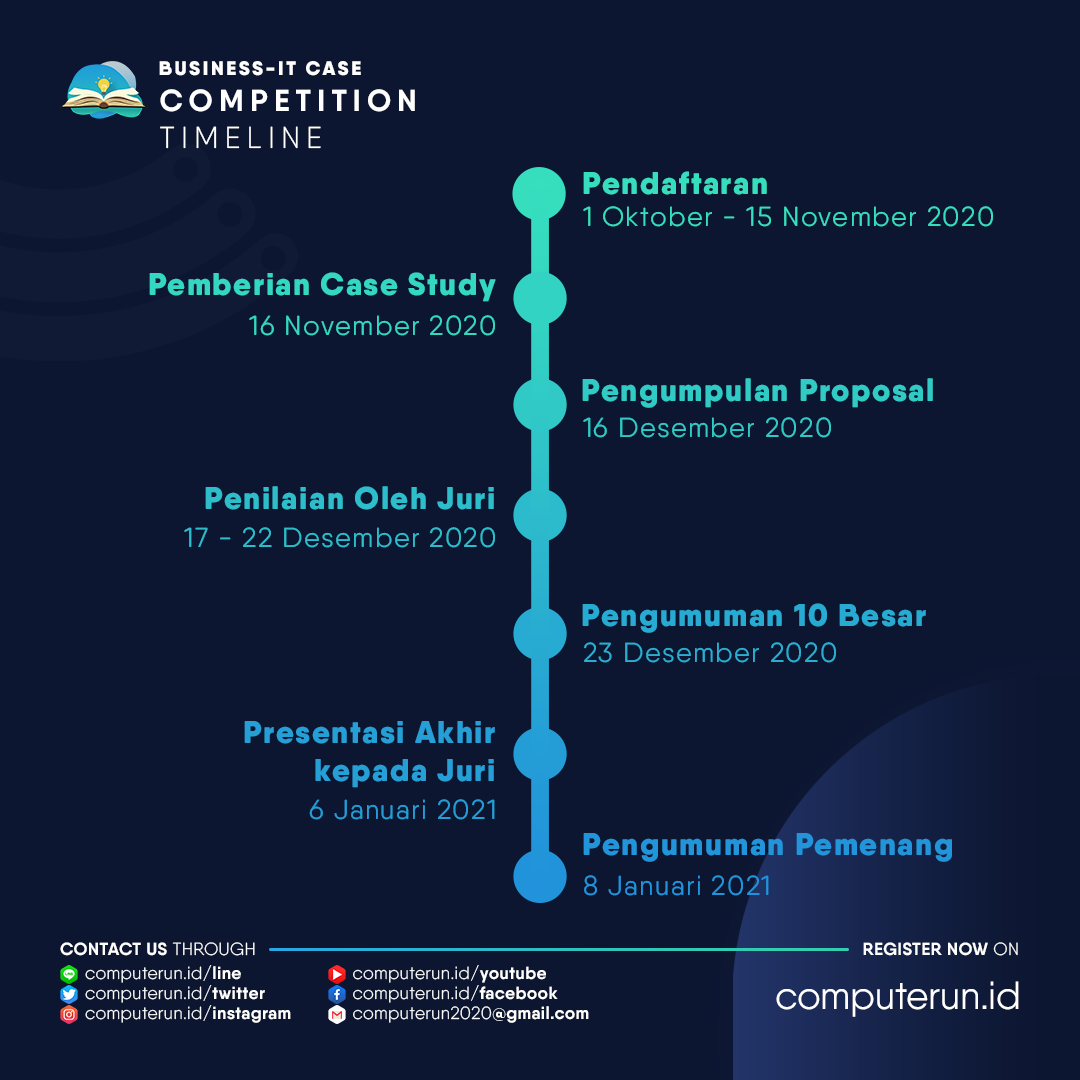 BUSINESS-IT CASE
COMPETITION
TIMELINE
Pendaftaran
1 Oktober - 15 November 2020
Pemberian Case Study
16 November 2020
Pengumpulan Proposal
16 Desember 2020
Penilaian Oleh Juri
17 - 22 Desember 2020
Pengumuman 10 Besar
23 Desember 2020
Presentasi Akhir
kepada Juri
6 Januari 2021
Pengumuman Pemenang
8 Januari 2021
CONTACT US THROUGH
computerun.id/line
computerun.id/twitter
computerun.id/instagram
computerun.id/youtube
computerun.id/facebook
computerun2020@gmail.com
REGISTER NOW ON
computerun.id